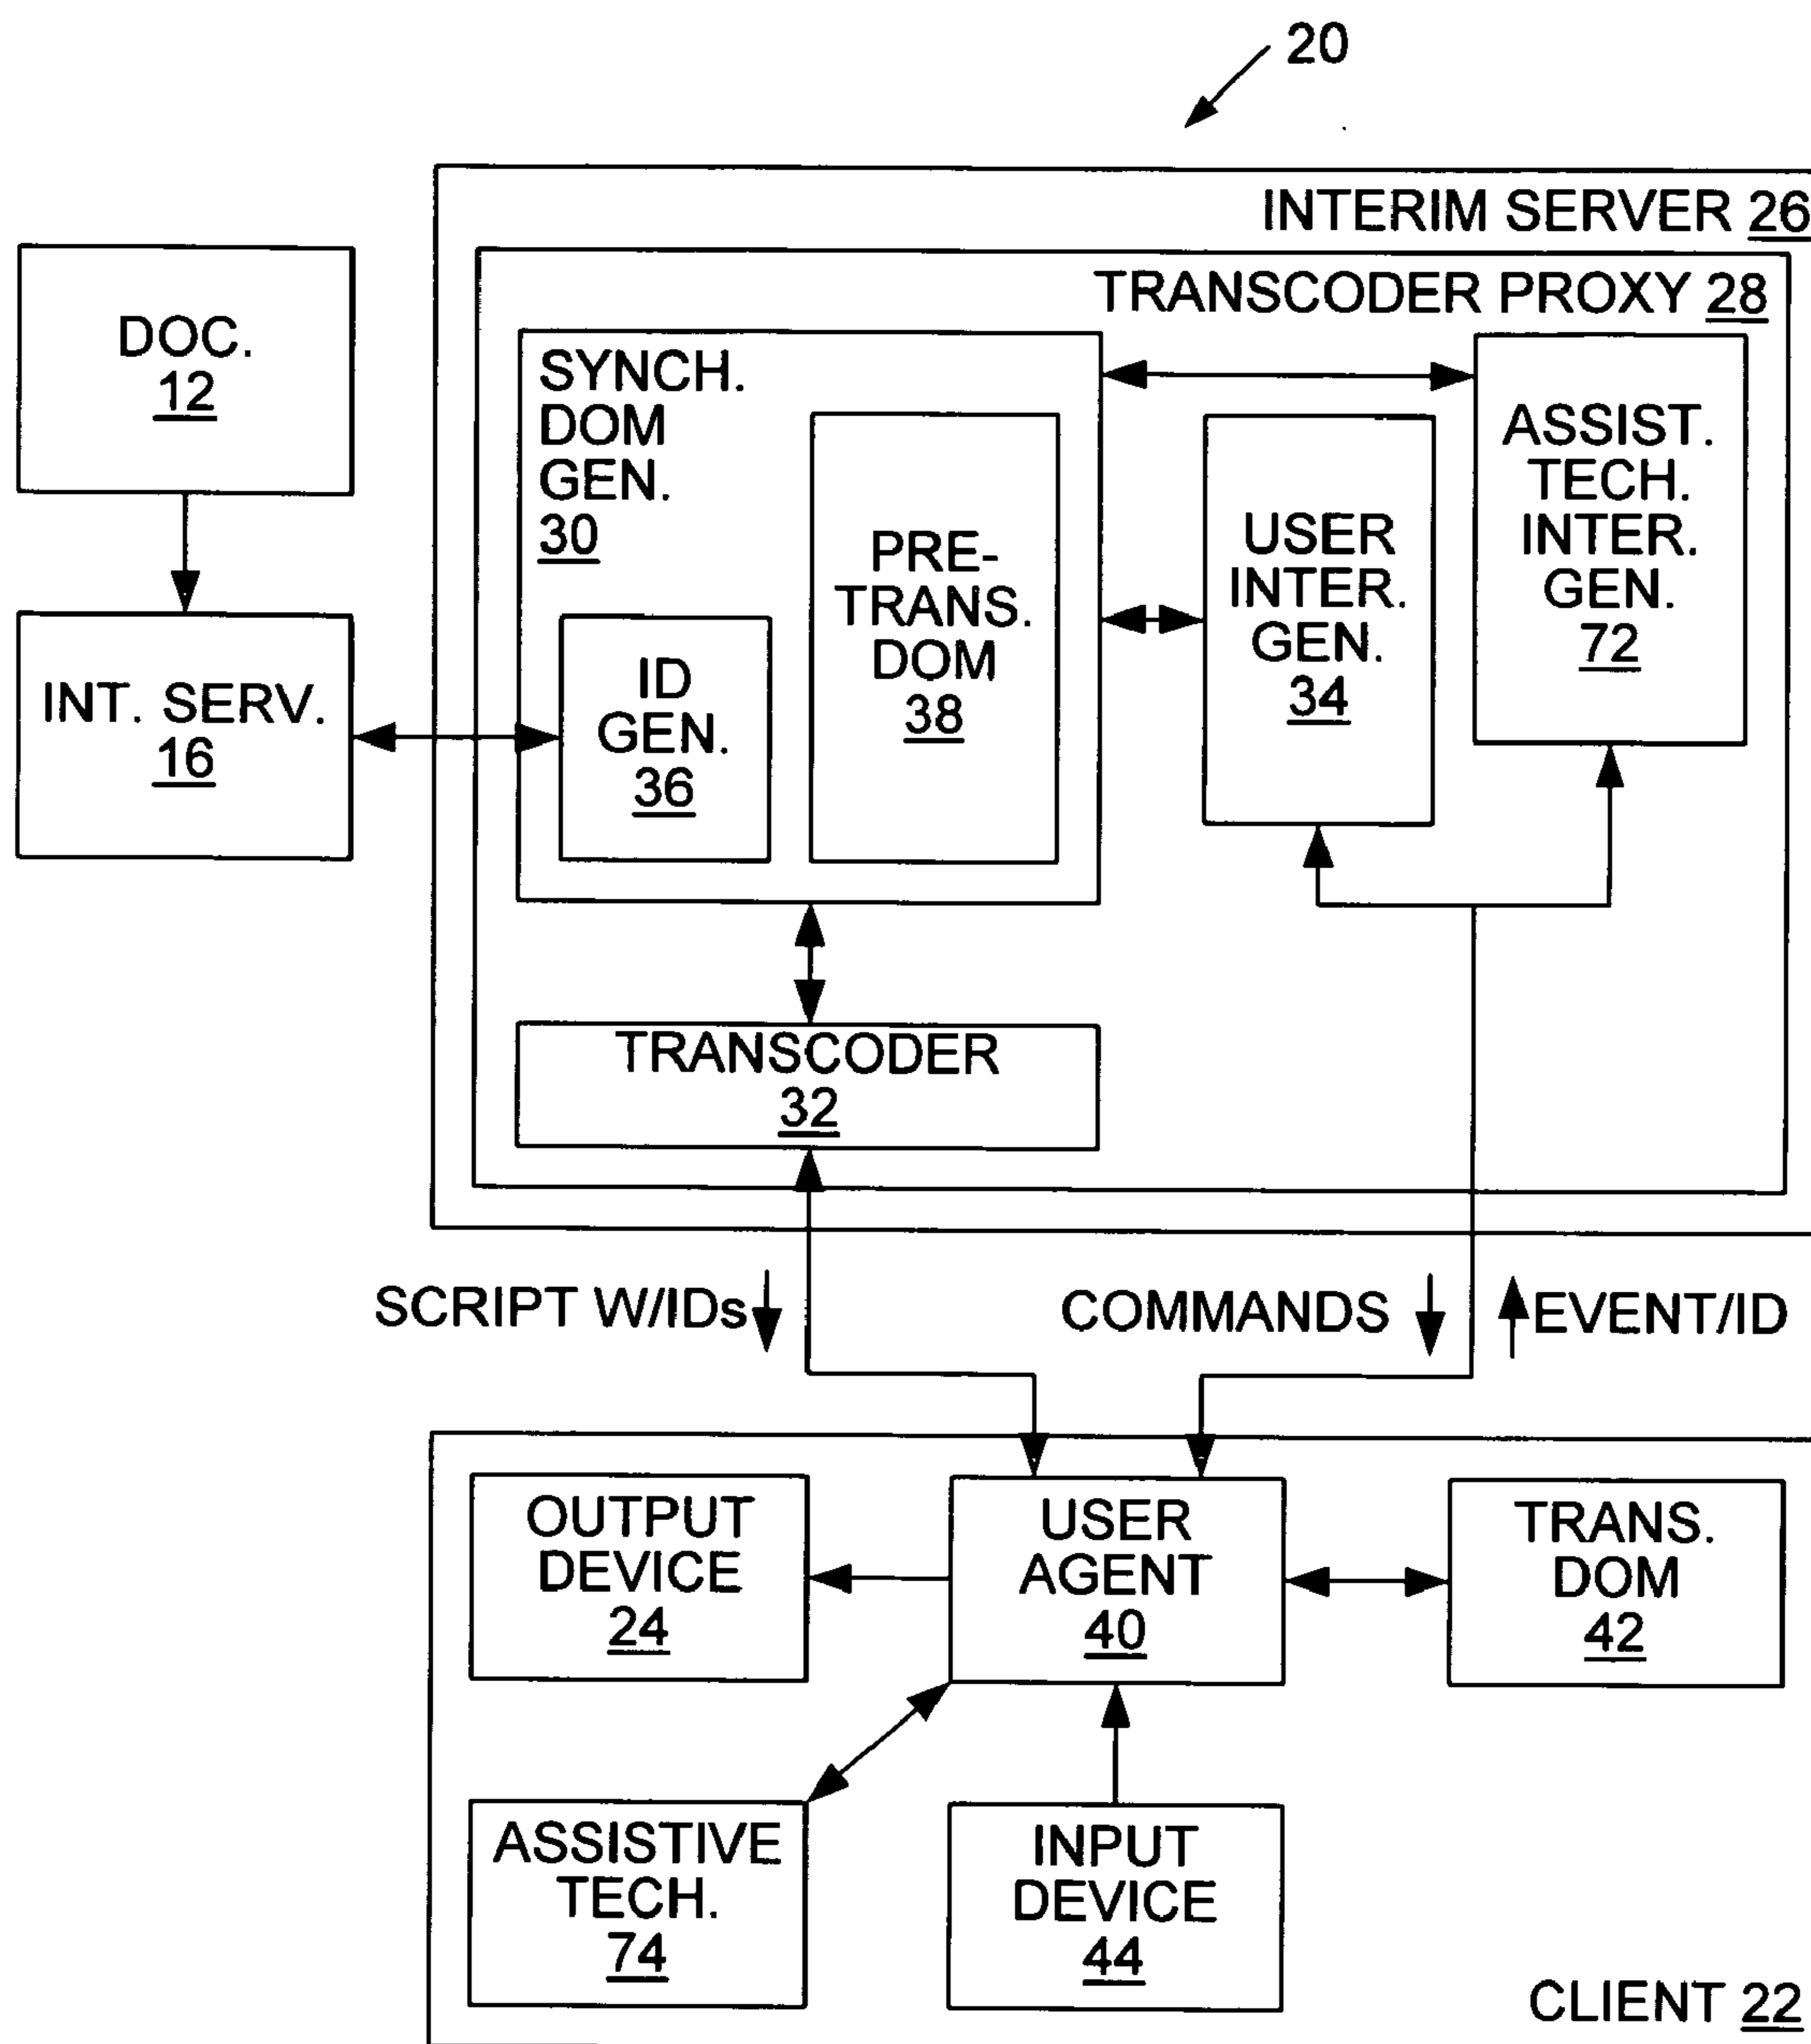 20
INTERIM SERVER 26
TRANSCODER PROXY 28
DOC.
12
INT. SERV.
16
SYNCH.
DOM
GEN.
30
ID
GEN.
36
PRE-
TRANS.
DOM
38
USER
INTER.
GEN.
34
ASSIST.
TECH.
INTER.
GEN.
72
TRANSCODER
32
SCRIPT W/IDs
COMMANDS
EVENT/ID
OUTPUT
DEVICE
24
USER
AGENT
40
TRANS.
DOM
42
ASSISTIVE
TECH.
74
INPUT
DEVICE
44
CLIENT 22